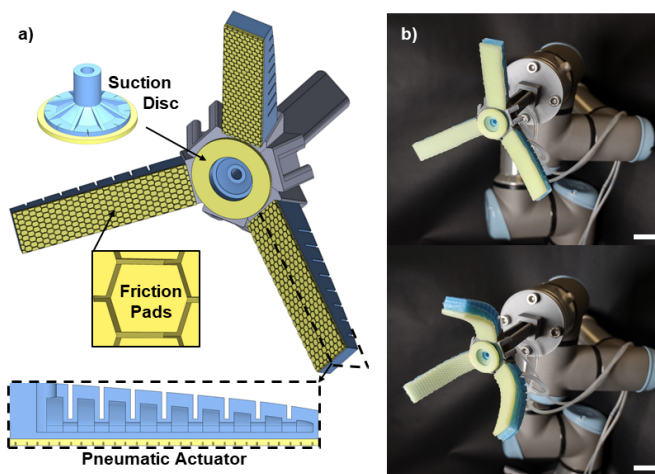 a)
Suction
Disc
Friction
Pads
Pneumatic Actuator
b)